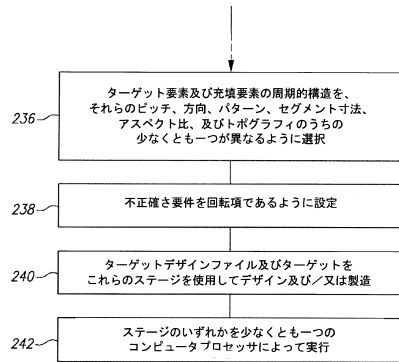 ターゲット要素及び充填要素の周期的構造を、
それらのピッチ、方向、パターン、セグメント寸法、
アスペクト比、及びトポグラフィのうちの
少なくとも一つが異なるように選択
236
不正確さ要件を回転項であるように設定
238
ターゲットデザインファイル及びターゲットを
これらのステージを使用してデザイン及び/又は製造
240
ステージのいずれかを少なくとも一つの
コンピュータプロセッサによって実行
242